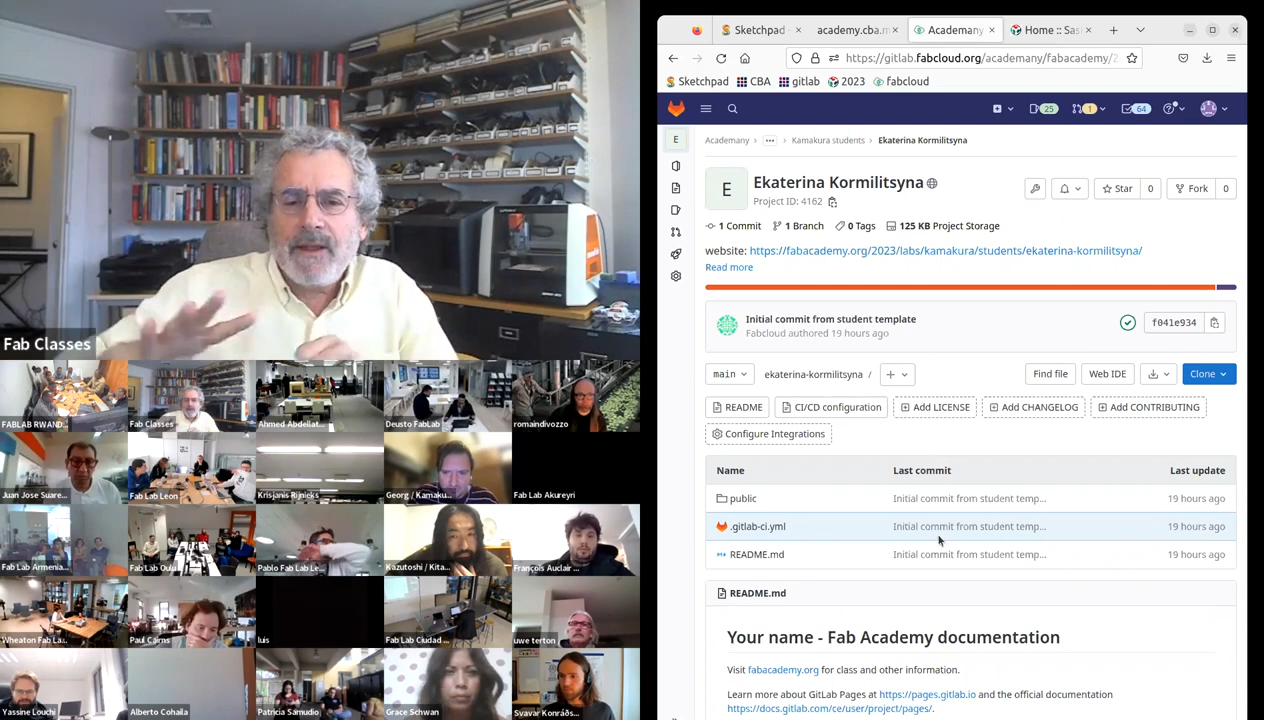 Fab Classes
FABLAB RWAND...
Fab Classes
Ahmed Abdellat...
Deusto FabLab
romaindivozzo
Juan Jose Suare...
Fab Lab Leon
Krisjanis Rijnieks
Georg / Kamaku...
Fab Lab Akureyri
Fab Lab Armenia...
Fab Lab Oulu
Pablo Fab Lab Le...
Kazutoshi / Kita...
François Auclair ...
Wheaton Fab La...
Paul Cairns
luis
Fab Lab Ciudad ...
uwe terton
Yassine Louchi
Alberto Cohaila
Patricia Samudio
Grace Schwan
Svavar Konráðs...
Sketchpad
academy.cba.m
Academany
Home :: Sas
https://gitlab.fabcloud.org/academany/fabacademy/2
Sketchpad
CBA
gitlab
2023
fabcloud
25
1
64
E
Academany > ... > Kamakura students > Ekaterina Kormilitsyna
E
Ekaterina Kormilitsyna
Project ID: 4162
Star 0
Fork 0
1 Commit
1 Branch
0 Tags
125 KB Project Storage
website: https://fabacademy.org/2023/labs/kamakura/students/ekaterina-kormilitsyna/
Read more
Initial commit from student template
Fabcloud authored 19 hours ago
f041e934
main
ekaterina-kormilitsyna /
+
Find file
Web IDE
Clone
README
CI/CD configuration
Add LICENSE
Add CHANGELOG
Add CONTRIBUTING
Configure Integrations
Name Last commit Last update
public Initial commit from student temp... 19 hours ago
.gitlab-ci.yml Initial commit from student temp... 19 hours ago
README.md Initial commit from student temp... 19 hours ago
README.md
Your name - Fab Academy documentation
Visit fabacademy.org for class and other information.
Learn more about GitLab Pages at https://pages.gitlab.io and the official documentation
https://docs.gitlab.com/ce/user/project/pages/.